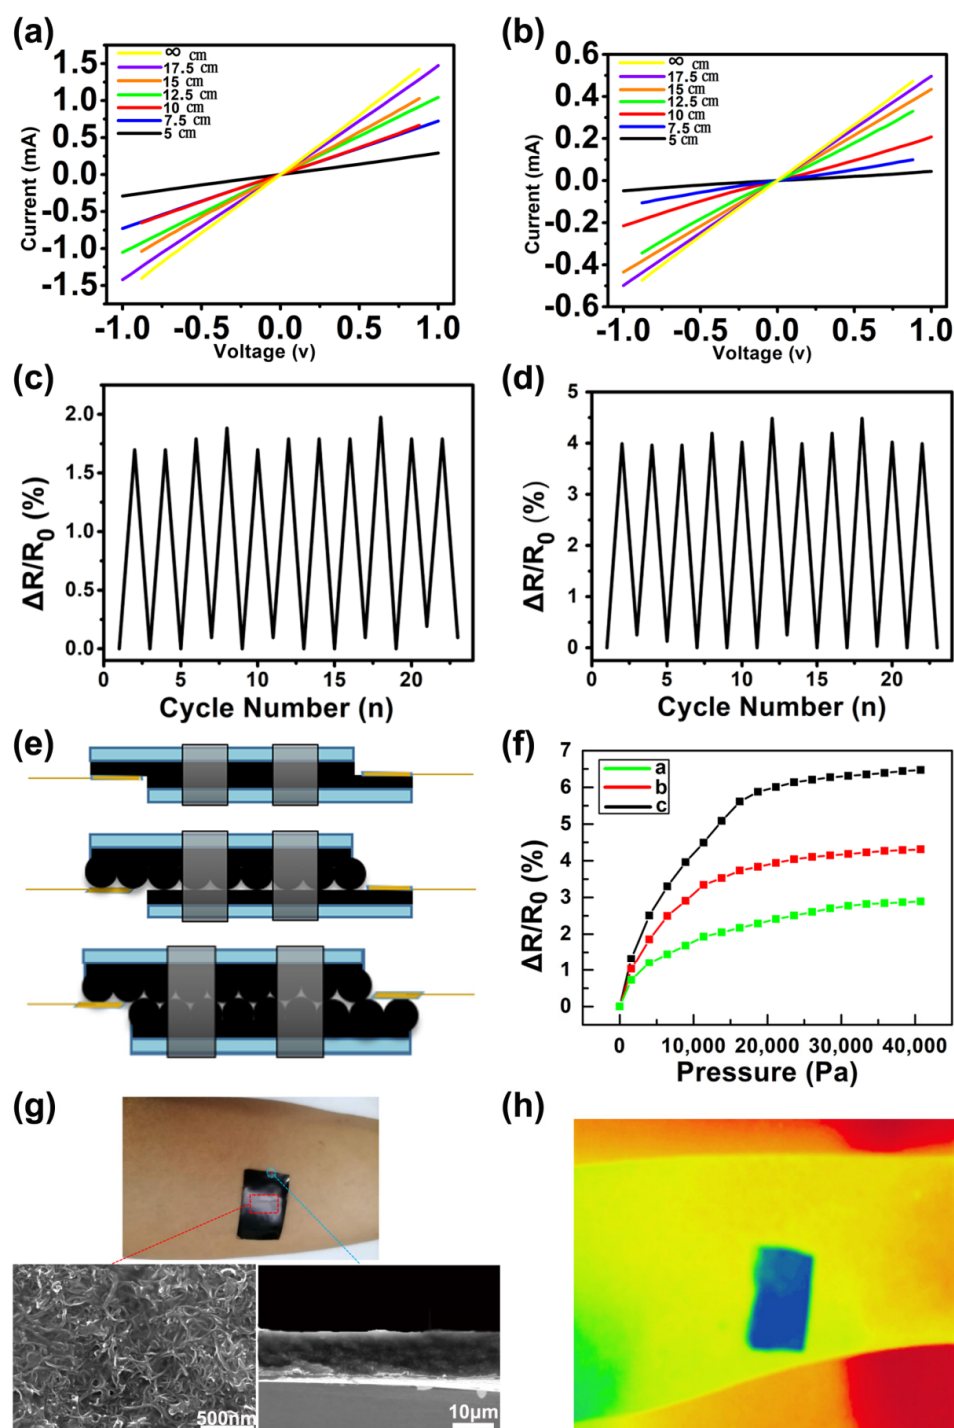 (a)
∞ cm
17.5 cm
15 cm
12.5 cm
10 cm
7.5 cm
5 cm
1.5
1.0
0.5
0.0
-0.5
-1.0
-1.5
Current (mA)
-1.0 -0.5 0.0 0.5 1.0
Voltage (v)
(b)
∞ cm
17.5 cm
15 cm
12.5 cm
10 cm
7.5 cm
5 cm
0.6
0.4
0.2
0.0
-0.2
-0.4
-0.6
Current (mA)
-1.0 -0.5 0.0 0.5 1.0
Voltage (v)
(c)
2.0
1.5
1.0
0.5
0.0
ΔR/R0 (%)
0 5 10 15 20
Cycle Number (n)
(d)
5
4
3
2
1
0
ΔR/R0 (%)
0 5 10 15 20
Cycle Number (n)
(e)
(f)
a
b
c
7
6
5
4
3
2
1
0
ΔR/R0 (%)
0 10,000 20,000 30,000 40,000
Pressure (Pa)
(g)
500nm
10μm
(h)